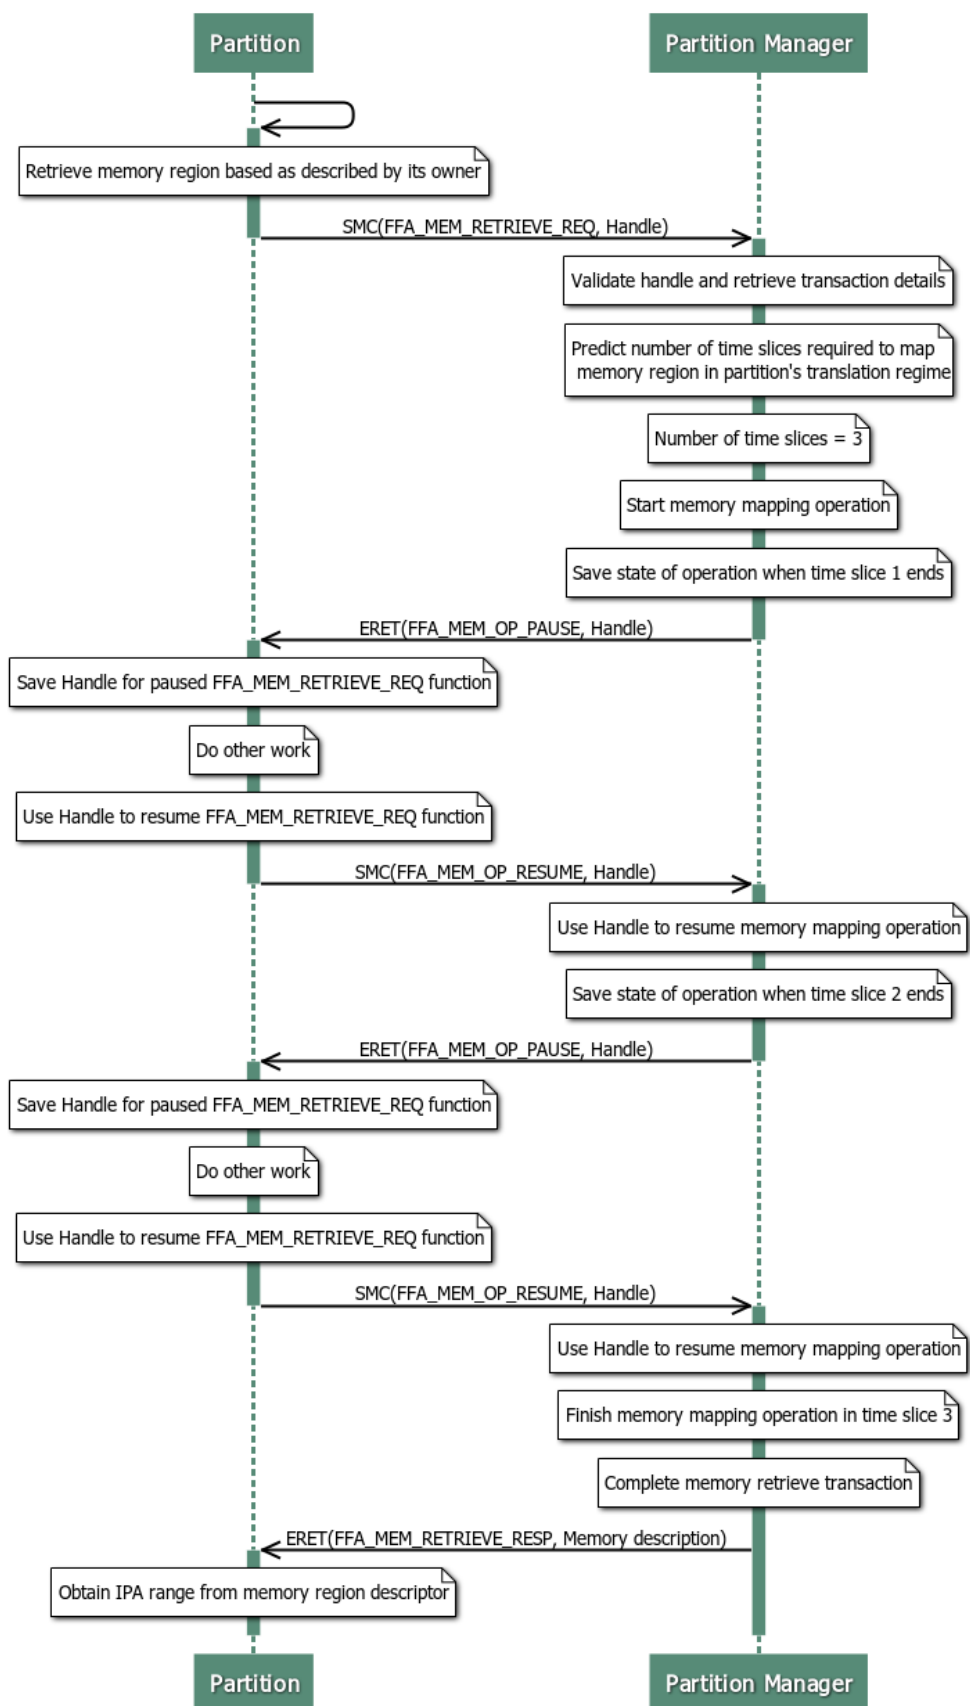 Partition
Partition Manager
Retrieve memory region based as described by its owner
SMC(FFA_MEM_RETRIEVE_REQ, Handle)
Validate handle and retrieve transaction details
Predict number of time slices required to map
memory region in partition's translation regime
Number of time slices = 3
Start memory mapping operation
Save state of operation when time slice 1 ends
ERET(FFA_MEM_OP_PAUSE, Handle)
Save Handle for paused FFA_MEM_RETRIEVE_REQ function
Do other work
Use Handle to resume FFA_MEM_RETRIEVE_REQ function
SMC(FFA_MEM_OP_RESUME, Handle)
Use Handle to resume memory mapping operation
Save state of operation when time slice 2 ends
ERET(FFA_MEM_OP_PAUSE, Handle)
Save Handle for paused FFA_MEM_RETRIEVE_REQ function
Do other work
Use Handle to resume FFA_MEM_RETRIEVE_REQ function
SMC(FFA_MEM_OP_RESUME, Handle)
Use Handle to resume memory mapping operation
Finish memory mapping operation in time slice 3
Complete memory retrieve transaction
ERET(FFA_MEM_RETRIEVE_RESP, Memory description)
Obtain IPA range from memory region descriptor
Partition
Partition Manager